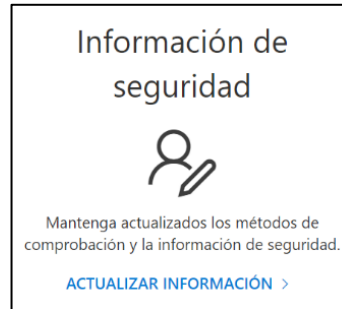 Información de
seguridad
Mantenga actualizados los métodos de
comprobación y la información de seguridad.
ACTUALIZAR INFORMACIÓN >